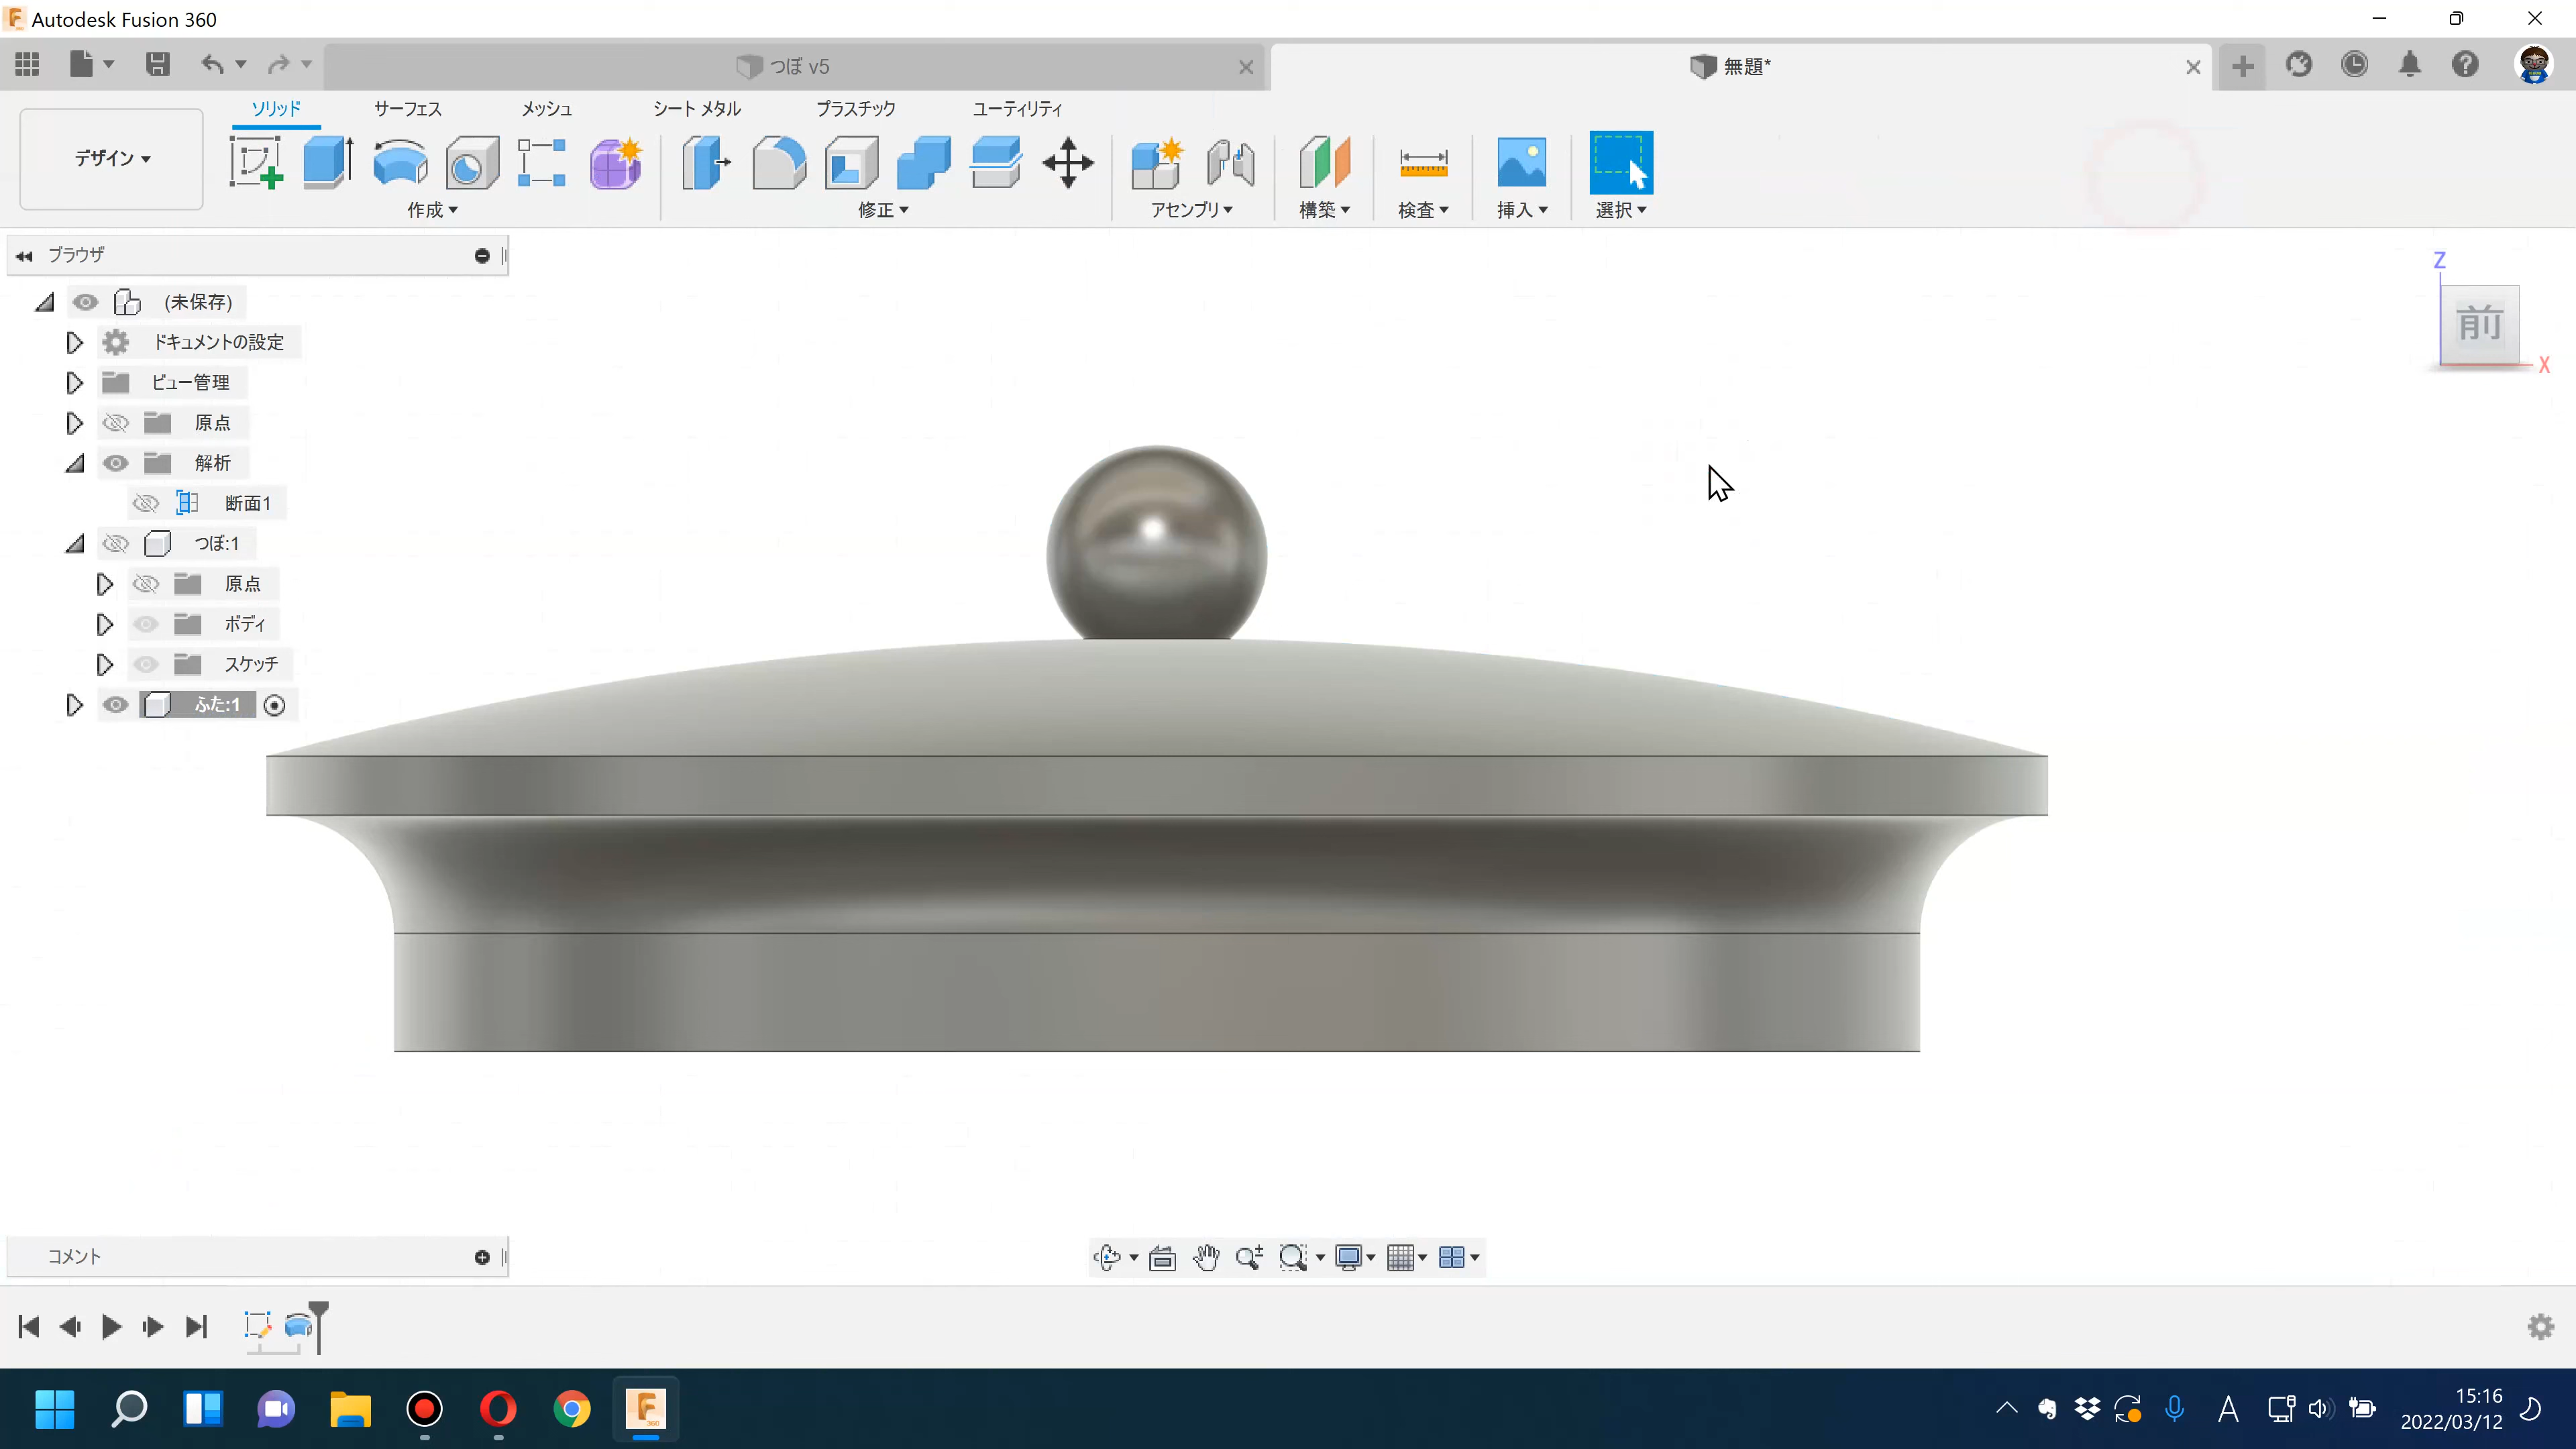 Autodesk Fusion 360
つぼ v5
無題*
ソリッド
サーフェス
メッシュ
シート メタル
プラスチック
ユーティリティ
デザイン
作成
修正
アセンブリ
構築
検査
挿入
選択
ブラウザ
Z
前
X
(未保存)
ドキュメントの設定
ビュー管理
原点
解析
断面1
つぼ:1
原点
ボディ
スケッチ
ふた:1
コメント
360
A
15:16
2022/03/12